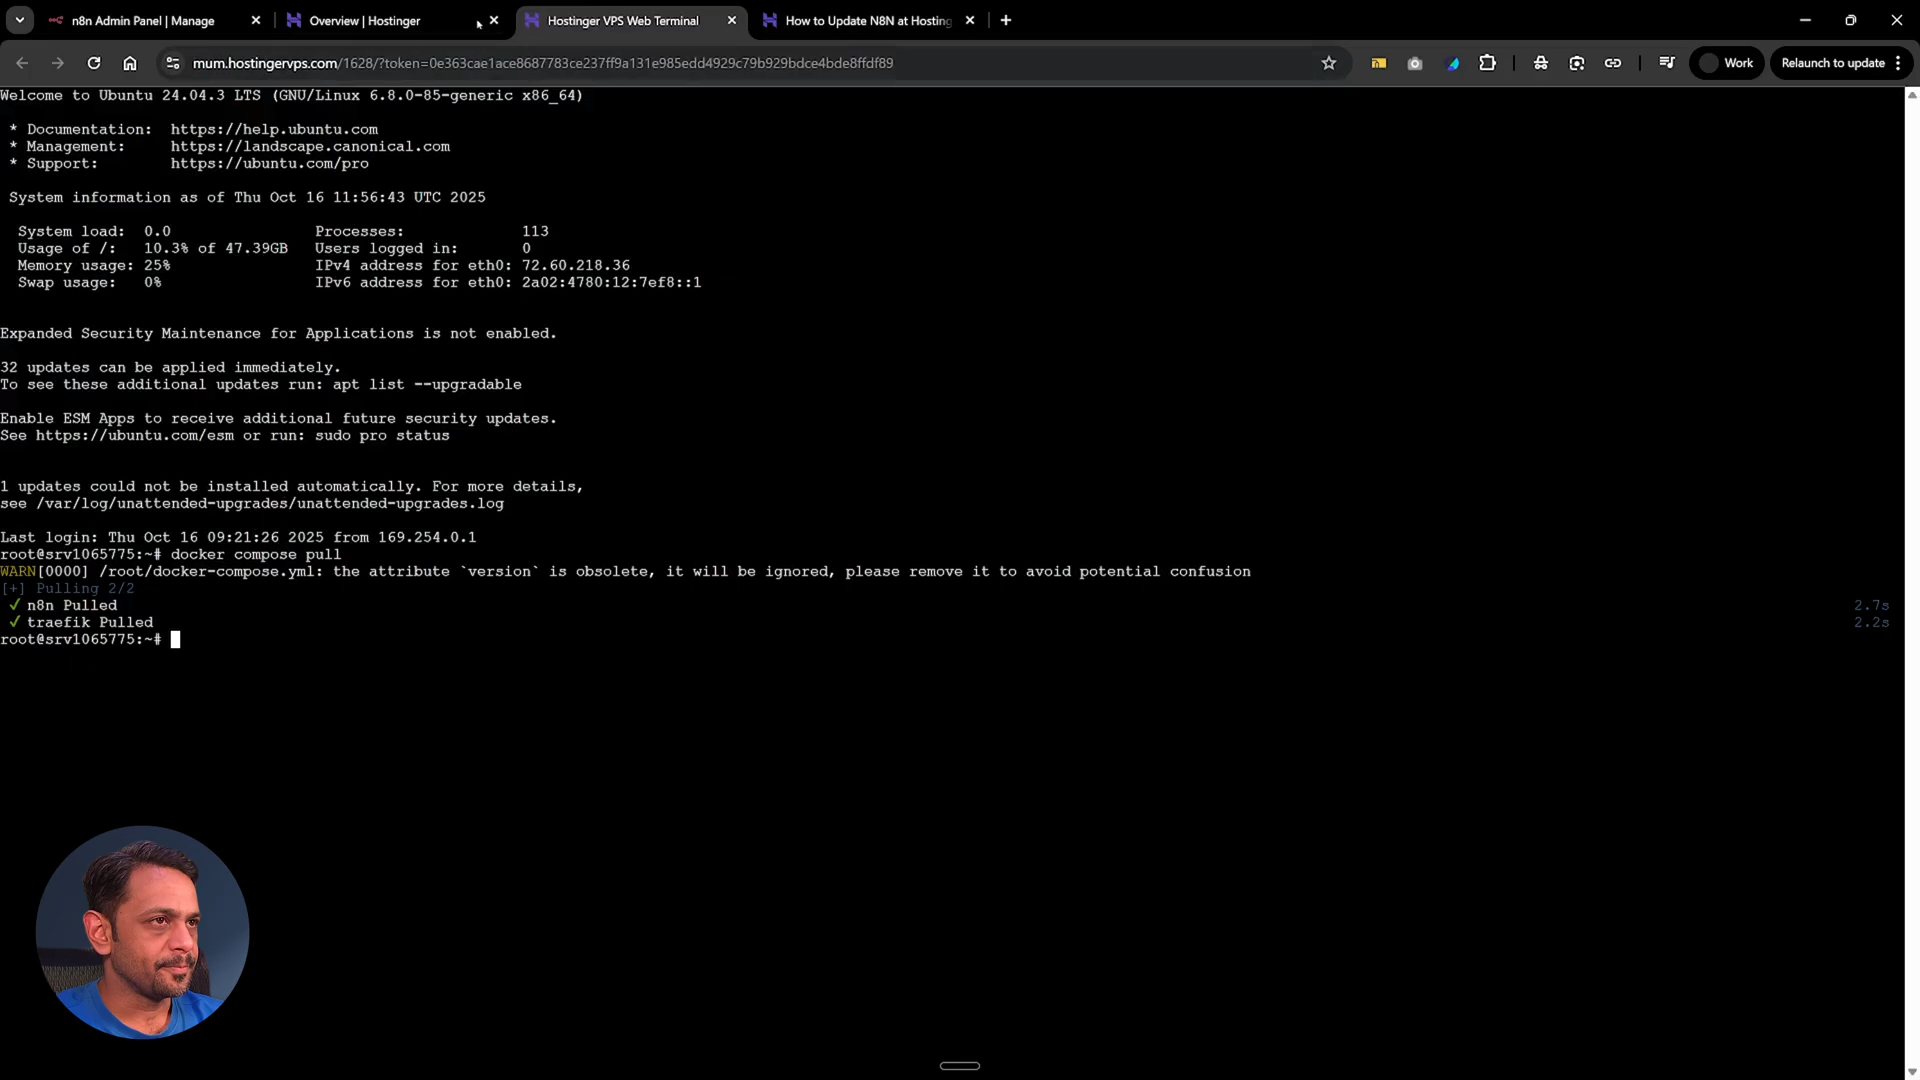 n8n Admin Panel | Manage
Overview | Hostinger
Hostinger VPS Web Terminal
How to Update N8N at Hosting
mum.hostingervps.com/1628/?token=0e363cae1ace8687783ce237ff9a131e985edd4929c79b929bdce4bde8ffdf89
Work
Relaunch to update
Welcome to Ubuntu 24.04.3 LTS (GNU/Linux 6.8.0-85-generic x86_64)
* Documentation: https://help.ubuntu.com
* Management: https://landscape.canonical.com
* Support: https://ubuntu.com/pro
System information as of Thu Oct 16 11:56:43 UTC 2025
System load: 0.0 Processes: 113
Usage of /: 10.3% of 47.39GB Users logged in: 0
Memory usage: 25% IPv4 address for eth0: 72.60.218.36
Swap usage: 0% IPv6 address for eth0: 2a02:4780:12:7ef8::1
Expanded Security Maintenance for Applications is not enabled.
32 updates can be applied immediately.
To see these additional updates run: apt list --upgradable
Enable ESM Apps to receive additional future security updates.
See https://ubuntu.com/esm or run: sudo pro status
1 updates could not be installed automatically. For more details,
see /var/log/unattended-upgrades/unattended-upgrades.log
Last login: Thu Oct 16 09:21:26 2025 from 169.254.0.1
root@srv1065775:~# docker compose pull
WARN[0000] /root/docker-compose.yml: the attribute `version` is obsolete, it will be ignored, please remove it to avoid potential confusion
[+] Pulling 2/2
✓ n8n Pulled 2.7s
✓ traefik Pulled 2.2s
root@srv1065775:~#